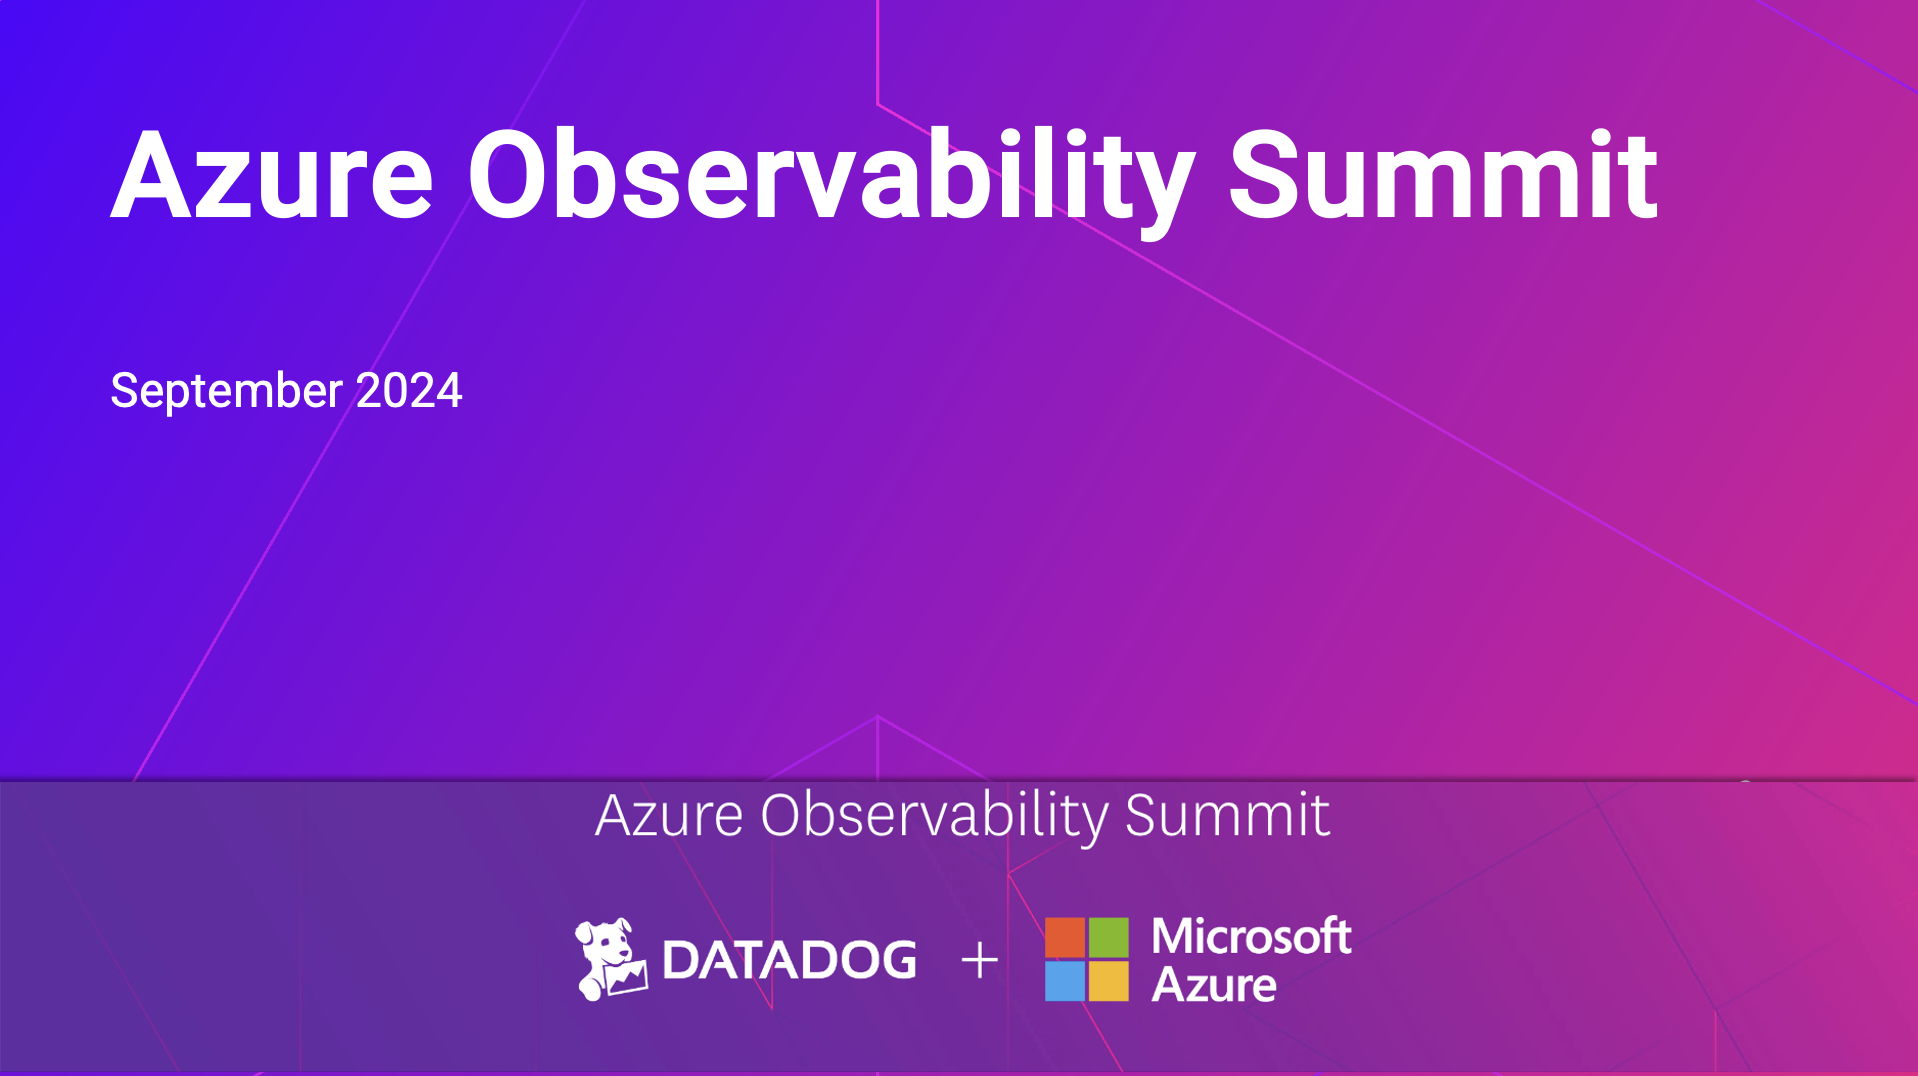 Azure Observability Summit
September 2024
Azure Observability Summit
DATADOG + Microsoft
Azure